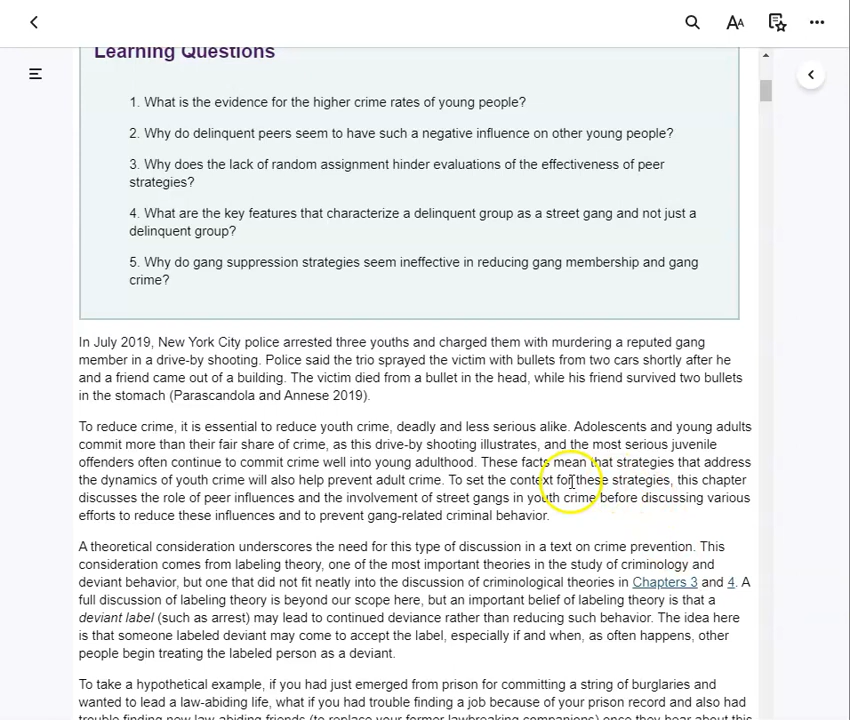 Learning Questions
1. What is the evidence for the higher crime rates of young people?
2. Why do delinquent peers seem to have such a negative influence on other young people?
3. Why does the lack of random assignment hinder evaluations of the effectiveness of peer
strategies?
4. What are the key features that characterize a delinquent group as a street gang and not just a
delinquent group?
5. Why do gang suppression strategies seem ineffective in reducing gang membership and gang
crime?
In July 2019, New York City police arrested three youths and charged them with murdering a reputed gang
member in a drive-by shooting. Police said the trio sprayed the victim with bullets from two cars shortly after he
and a friend came out of a building. The victim died from a bullet in the head, while his friend survived two bullets
in the stomach (Parascandola and Annese 2019).
To reduce crime, it is essential to reduce youth crime, deadly and less serious alike. Adolescents and young adults
commit more than their fair share of crime, as this drive-by shooting illustrates, and the most serious juvenile
offenders often continue to commit crime well into young adulthood. These facts mean that strategies that address
the dynamics of youth crime will also help prevent adult crime. To set the context for these strategies, this chapter
discusses the role of peer influences and the involvement of street gangs in youth crime before discussing various
efforts to reduce these influences and to prevent gang-related criminal behavior.
A theoretical consideration underscores the need for this type of discussion in a text on crime prevention. This
consideration comes from labeling theory, one of the most important theories in the study of criminology and
deviant behavior, but one that did not fit neatly into the discussion of criminological theories in Chapters 3 and 4. A
full discussion of labeling theory is beyond our scope here, but an important belief of labeling theory is that a
deviant label (such as arrest) may lead to continued deviance rather than reducing such behavior. The idea here
is that someone labeled deviant may come to accept the label, especially if and when, as often happens, other
people begin treating the labeled person as a deviant.
To take a hypothetical example, if you had just emerged from prison for committing a string of burglaries and
wanted to lead a law-abiding life, what if you had trouble finding a job because of your prison record and also had
trouble finding new law-abiding friends (to replace your former lawbreaking companions) once they hear about this